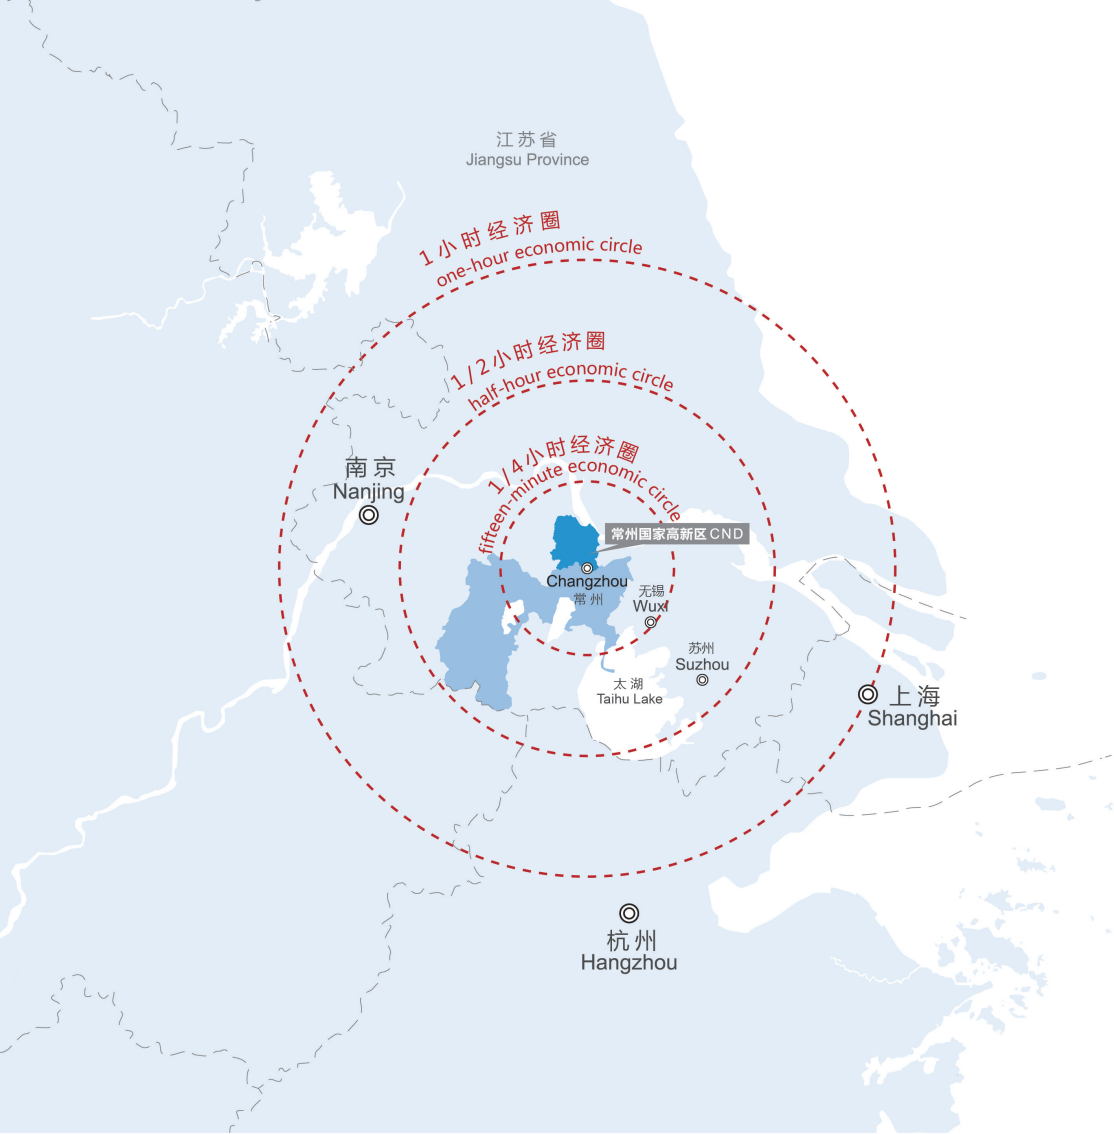 江苏省
Jiangsu Province
1小时经济圈
one-hour economic circle
1/2小时经济圈
half-hour economic circle
1/4小时经济圈
fifteen-minute economic circle
南京
Nanjing
常州国家高新区CND
Changzhou
常州
无锡
Wuxi
苏州
Suzhou
太湖
Taihu Lake
上海
Shanghai
杭州
Hangzhou